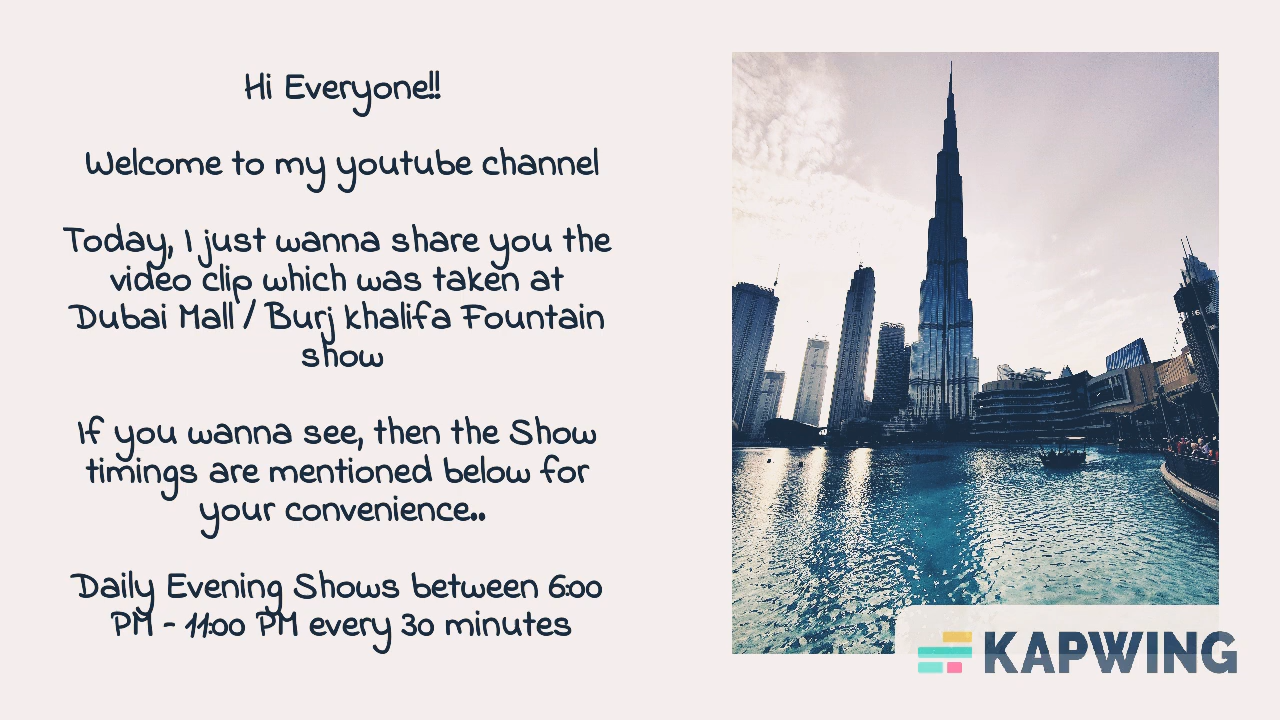 Hi Everyone!!
Welcome to my youtube channel
Today, I just wanna share you the
video clip which was taken at
Dubai Mall / Burj khalifa Fountain
show
If you wanna see, then the Show
timings are mentioned below for
your convenience..
Daily Evening Shows between 6:00
PM - 11:00 PM every 30 minutes
KAPWING